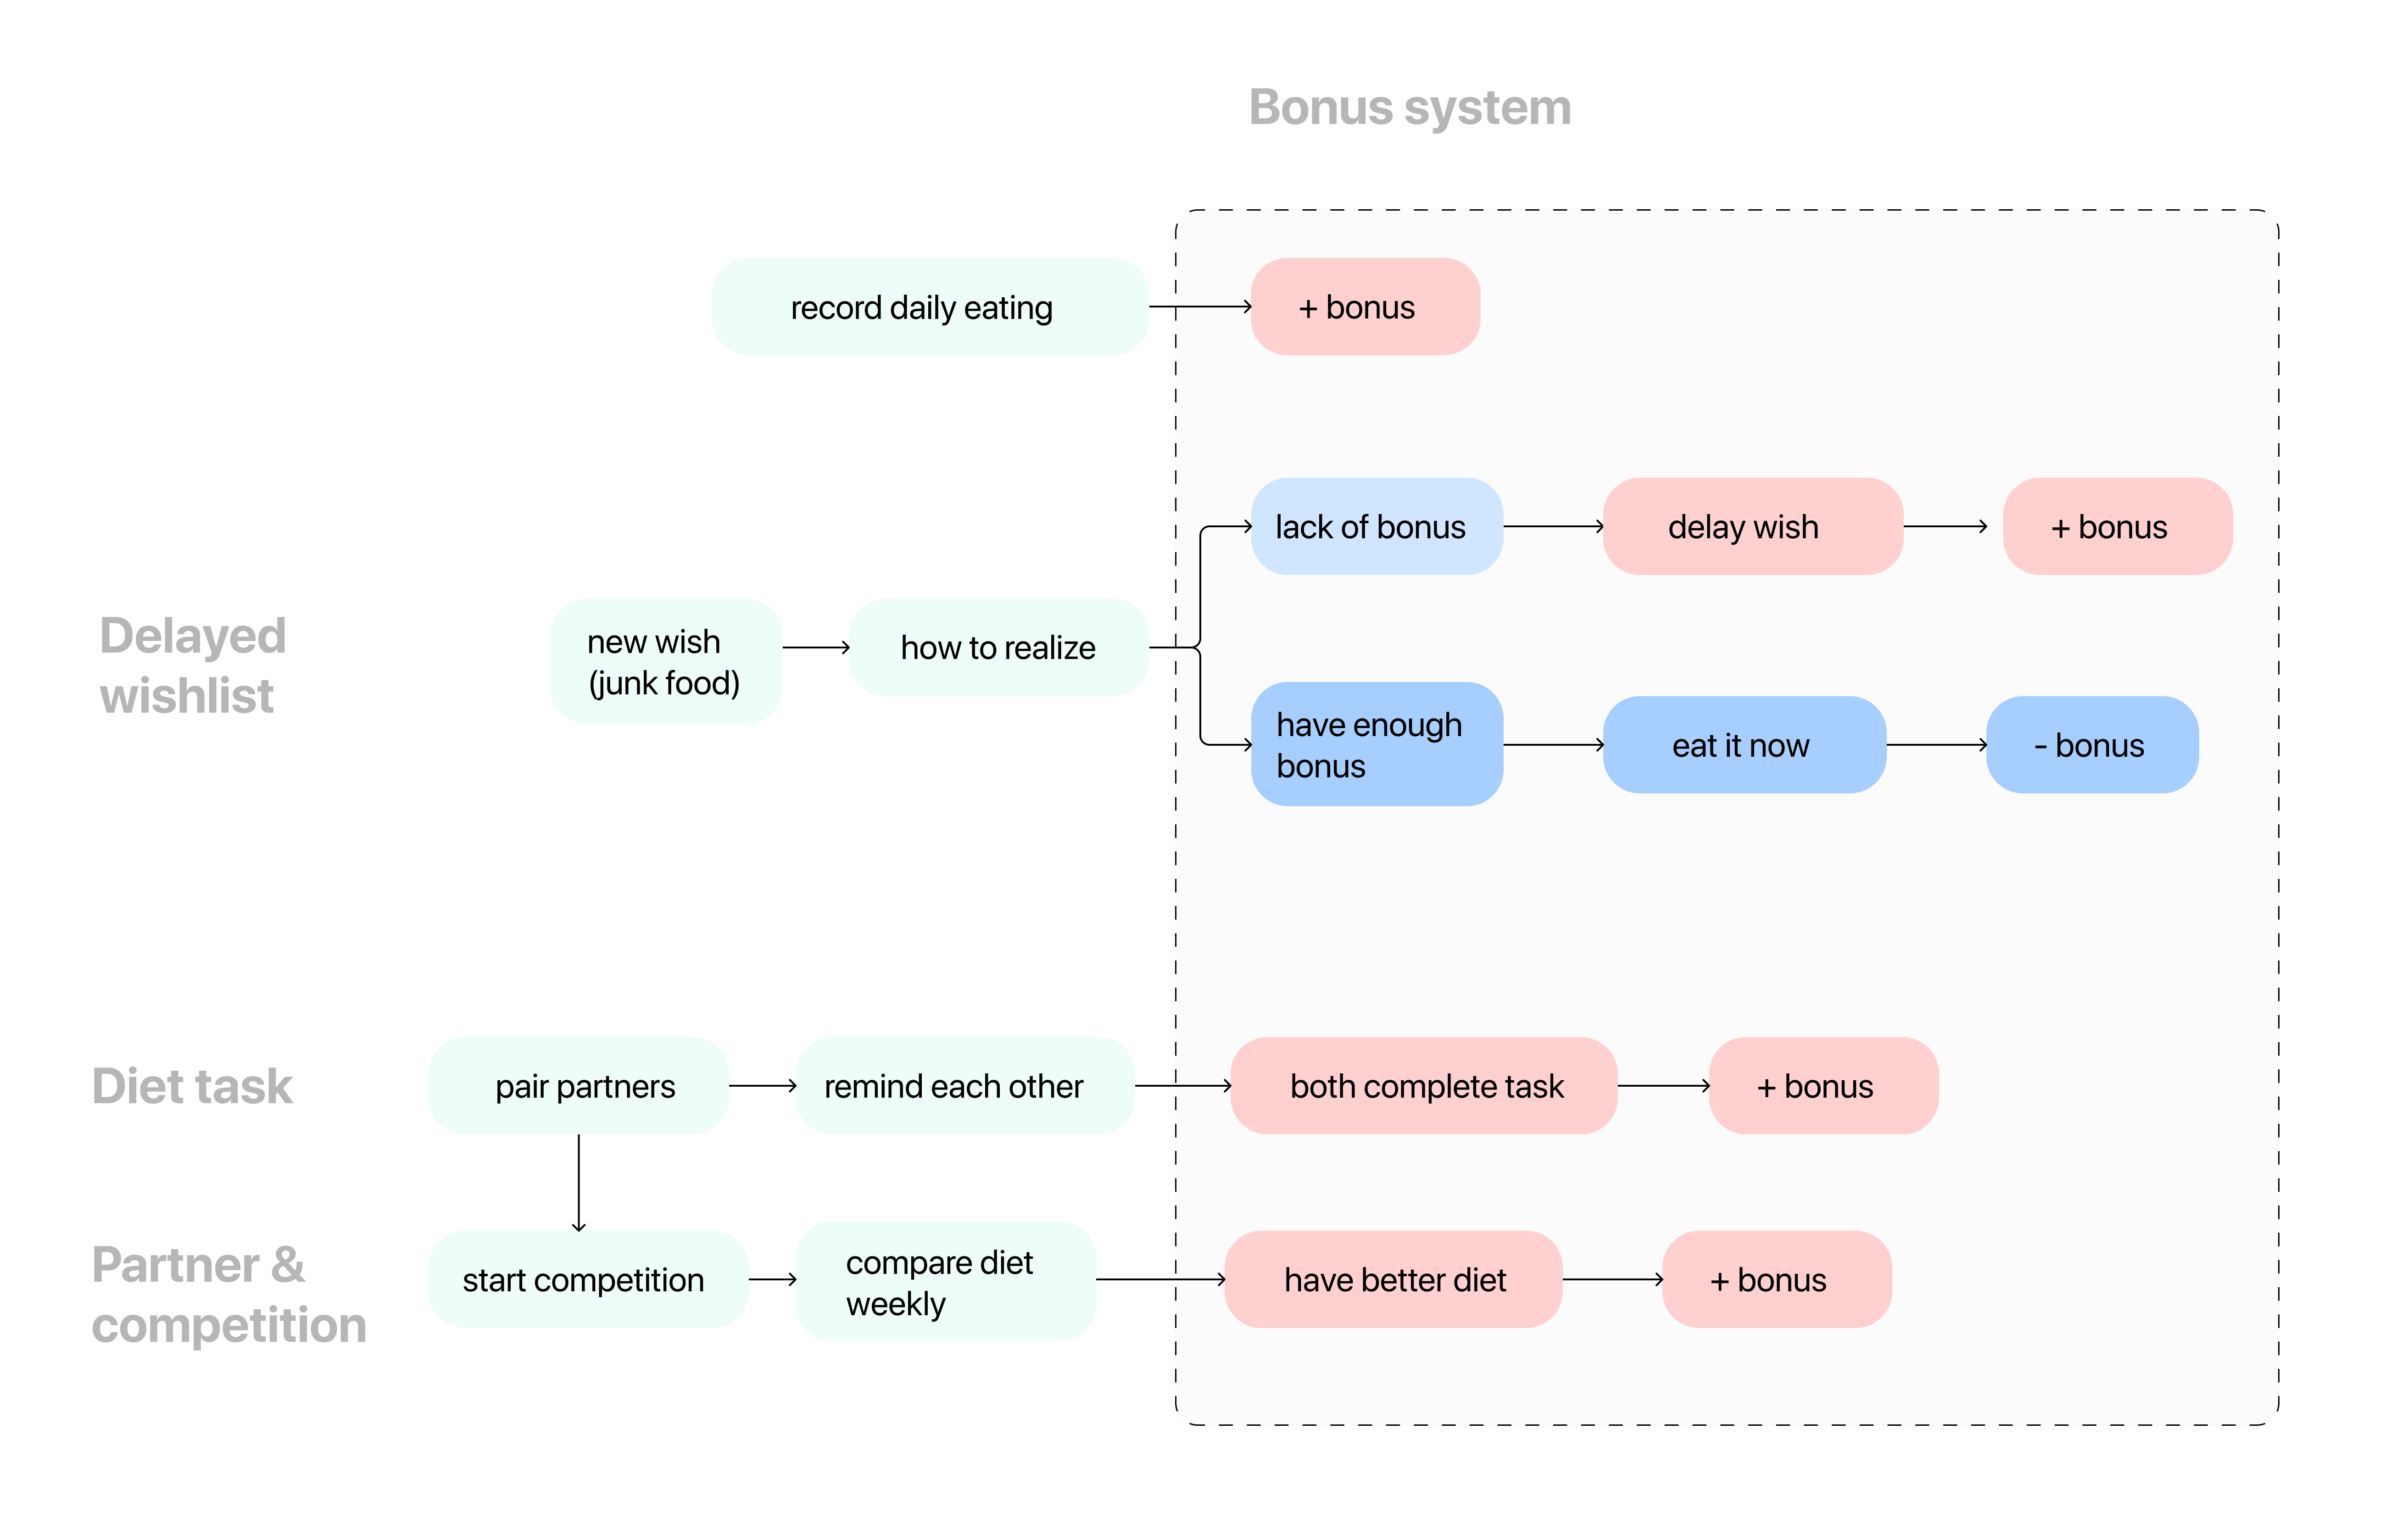 Bonus system
record daily eating
+ bonus
lack of bonus
delay wish
+ bonus
Delayed
wishlist
new wish
(junk food)
how to realize
have enough
bonus
eat it now
- bonus
Diet task
pair partners
remind each other
both complete task
+ bonus
Partner &
competition
start competition
compare diet
weekly
have better diet
+ bonus